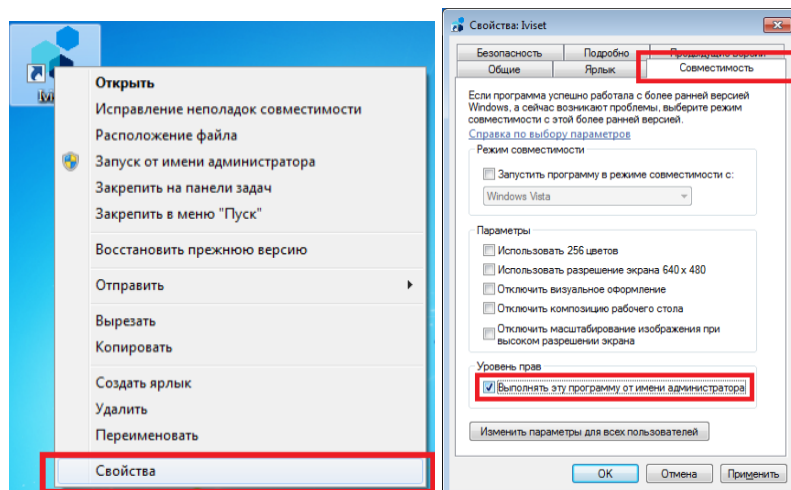 Открыть
Исправление неполадок совместимости
Расположение файла
Запуск от имени администратора
Закрепить на панели задач
Закрепить в меню "Пуск"
Восстановить прежнюю версию
Отправить
Вырезать
Копировать
Создать ярлык
Удалить
Переименовать
Свойства
Свойства: Iviset
Безопасность
Подробно
Предыдущие версии
Общие
Ярлык
Совместимость
Если программа успешно работала с более ранней версией
Windows, а сейчас возникают проблемы, выберите режим
совместимости с этой более ранней версией.
Справка по выбору параметров
Режим совместимости
Запустить программу в режиме совместимости с:
Windows Vista
Параметры
Использовать 256 цветов
Использовать разрешение экрана 640 x 480
Отключить визуальное оформление
Отключить композицию рабочего стола
Отключить масштабирование изображения при
высоком разрешении экрана
Уровень прав
Выполнять эту программу от имени администратора
Изменить параметры для всех пользователей
ОК
Отмена
Применить